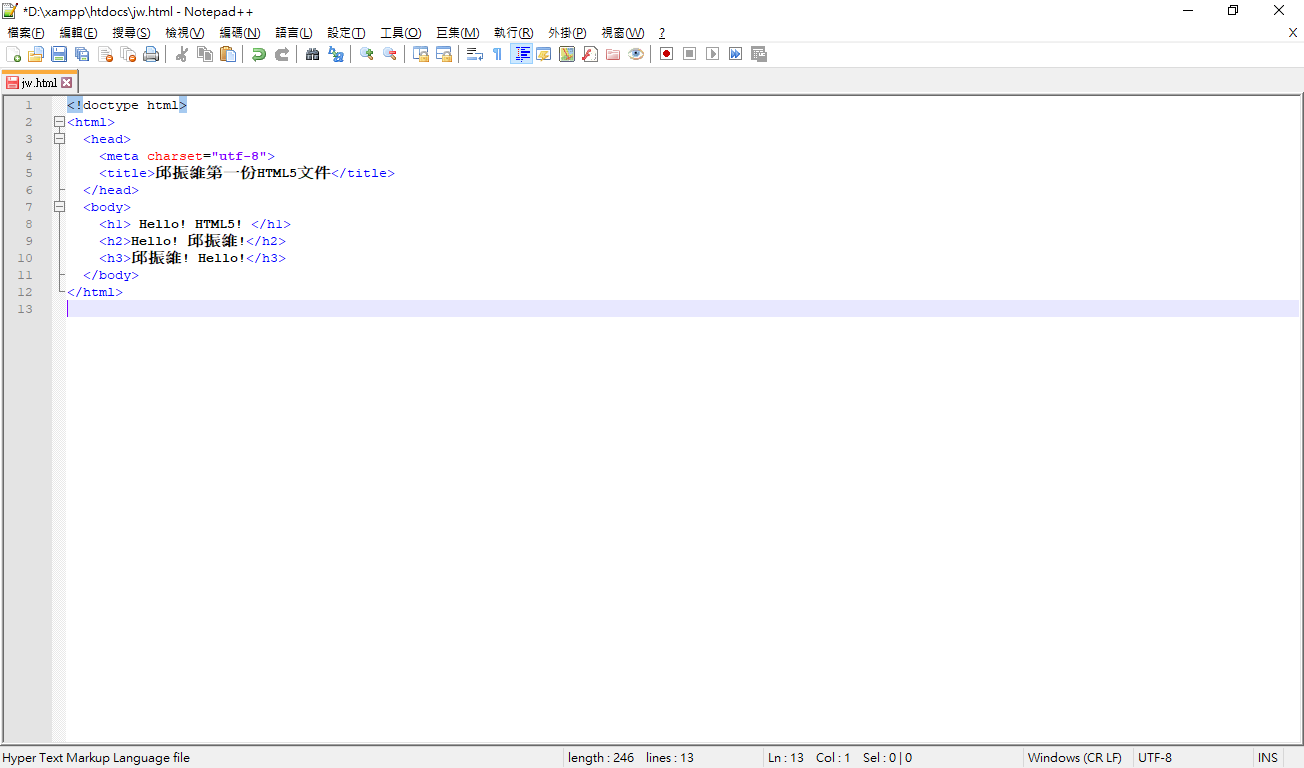 *D:\xampp\htdocs\jw.html - Notepad++
檔案(F) 編輯(E) 搜尋(S) 檢視(V) 編碼(N) 語言(L) 設定(T) 工具(O) 巨集(M) 執行(R) 外掛(P) 視窗(W) ? X
jw.html
1 <!doctype html>
2 <html>
3 <head>
4 <meta charset="utf-8">
5 <title>邱振維第一份HTML5文件</title>
6 </head>
7 <body>
8 <h1> Hello! HTML5! </h1>
9 <h2>Hello! 邱振維!</h2>
10 <h3>邱振維! Hello!</h3>
11 </body>
12 </html>
13
Hyper Text Markup Language file length : 246 lines : 13 Ln : 13 Col : 1 Sel : 0 | 0 Windows (CR LF) UTF-8 INS